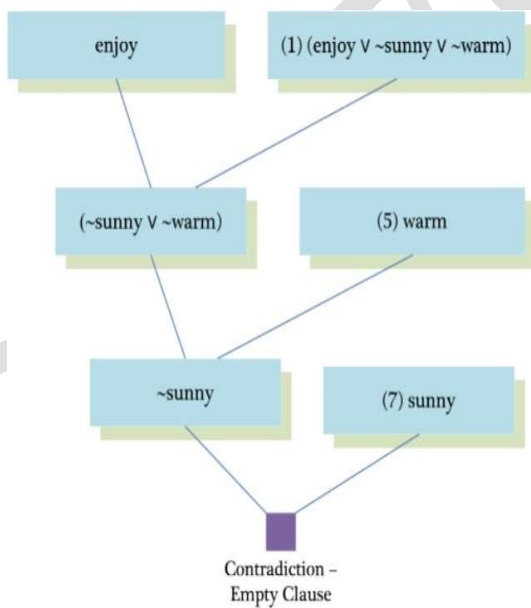 enjoy
(1) (enjoy V ~sunny V ~warm)
(~sunny V ~warm)
(5) warm
~sunny
(7) sunny
Contradiction –
Empty Clause